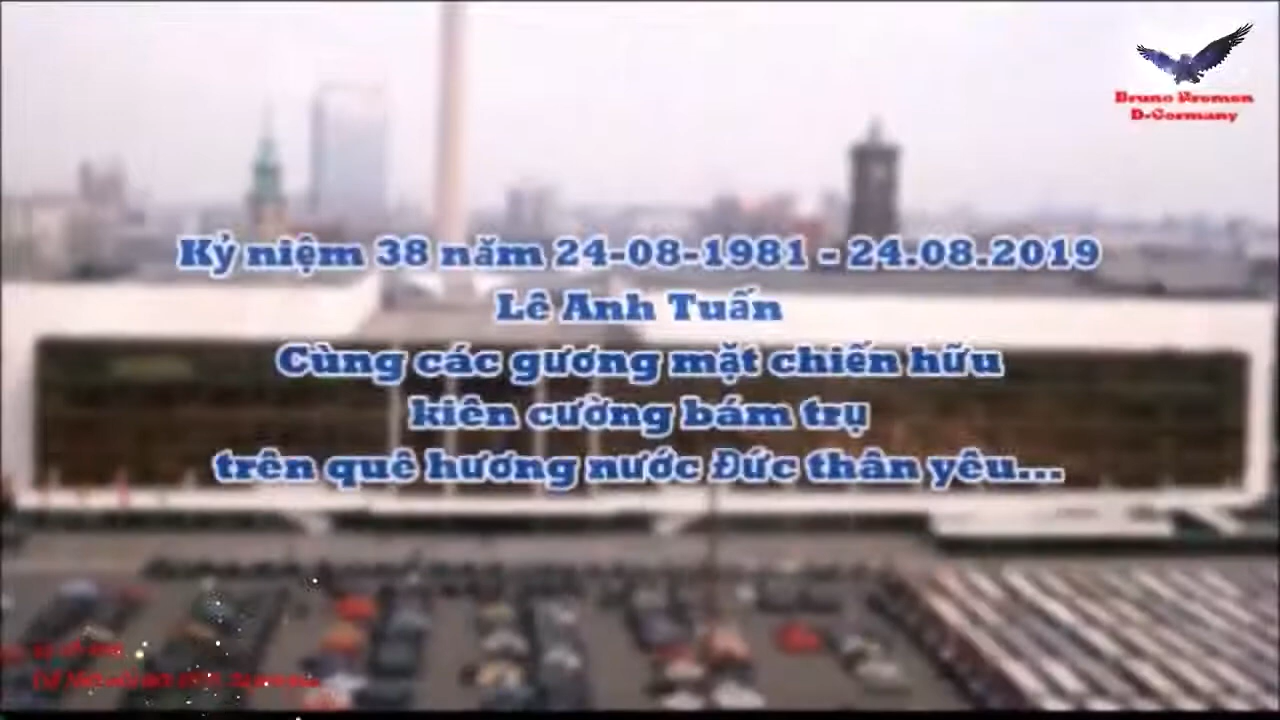 Bruno Bremen
D-Germany
Kỷ niệm 38 năm 24-08-1981 - 24.08.2019
Lê Anh Tuấn
Cùng các gương mặt chiến hữu
kiên cường bám trụ
trên quê hương nước Đức thân yêu...